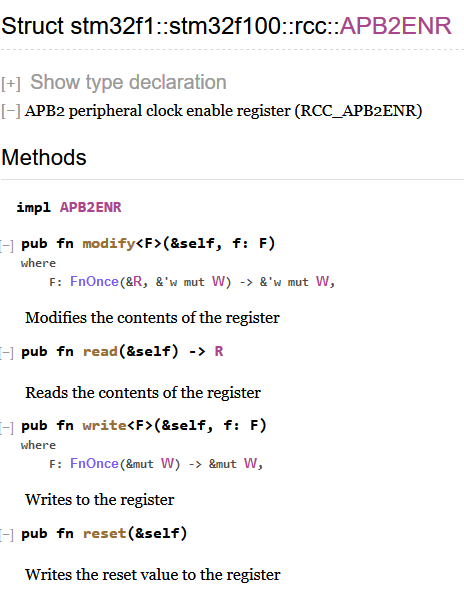 Struct stm32f1::stm32f100::rcc::APB2ENR
[+] Show type declaration
[−] APB2 peripheral clock enable register (RCC_APB2ENR)
Methods
impl APB2ENR
[−] pub fn modify<F>(&self, f: F)
where
F: FnOnce(&R, &'w mut W) -> &'w mut W,
Modifies the contents of the register
[−] pub fn read(&self) -> R
Reads the contents of the register
[−] pub fn write<F>(&self, f: F)
where
F: FnOnce(&mut W) -> &mut W,
Writes to the register
[−] pub fn reset(&self)
Writes the reset value to the register